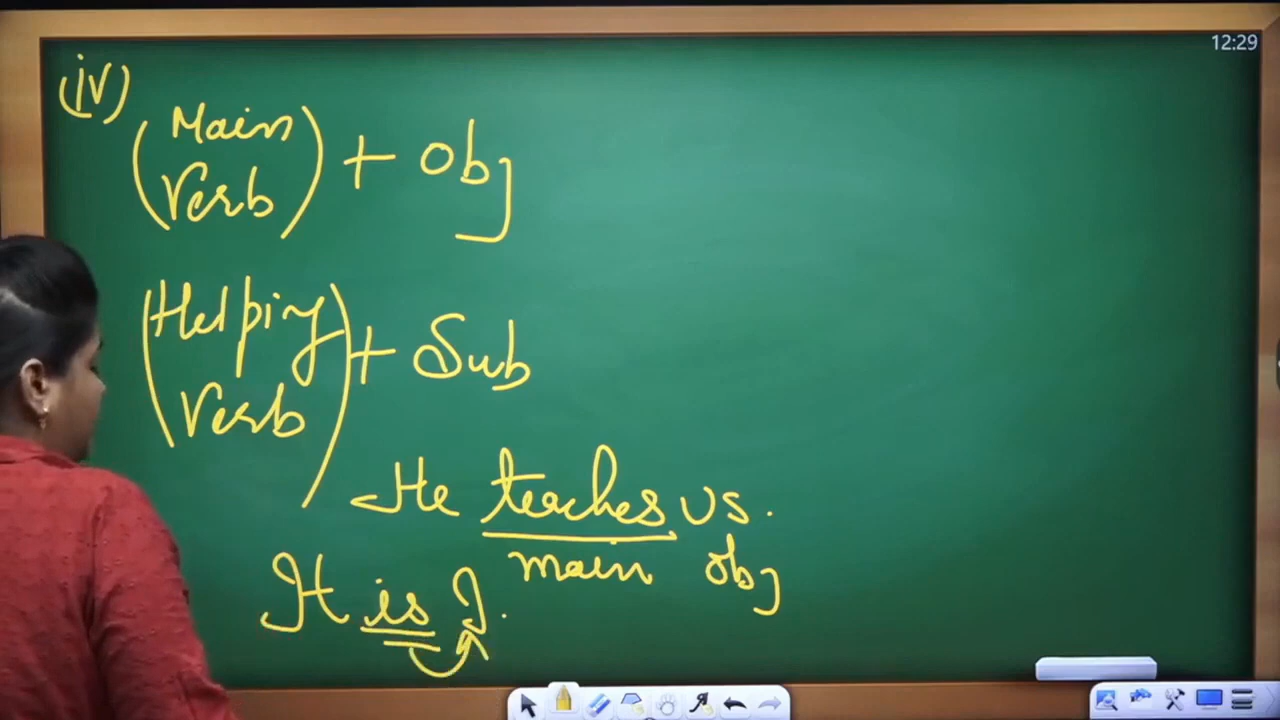 12:29
(iv)
(Main Verb) + Obj
(Helping Verb) + Sub
He teaches us.
main obj
It is I.